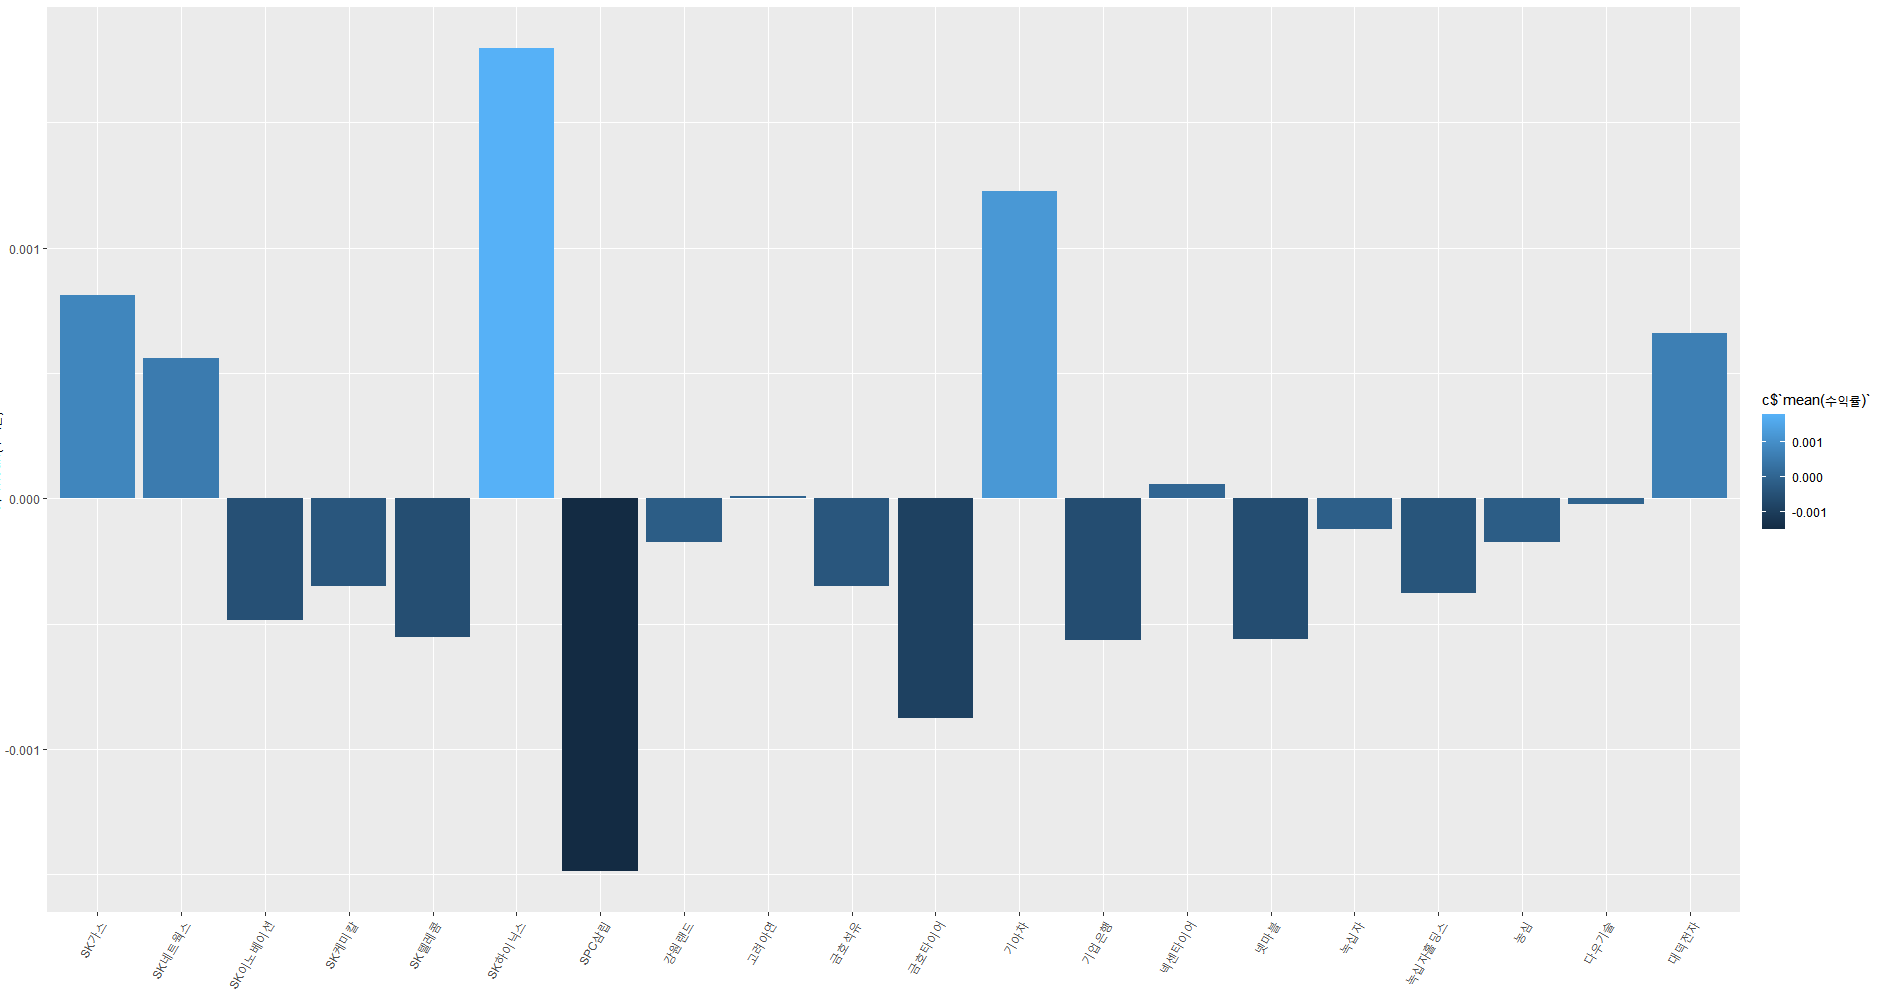 0.001
0.000
-0.001
SK가스
SK네트웍스
SK이노베이션
SK케미칼
SK텔레콤
SK하이닉스
SPC삼립
강원랜드
고려아연
금호석유
금호타이어
기아차
기업은행
넥센타이어
넷마블
녹십자
녹십자홀딩스
농심
다우기술
대덕전자
c$`mean(수익률)`
0.001
0.000
-0.001